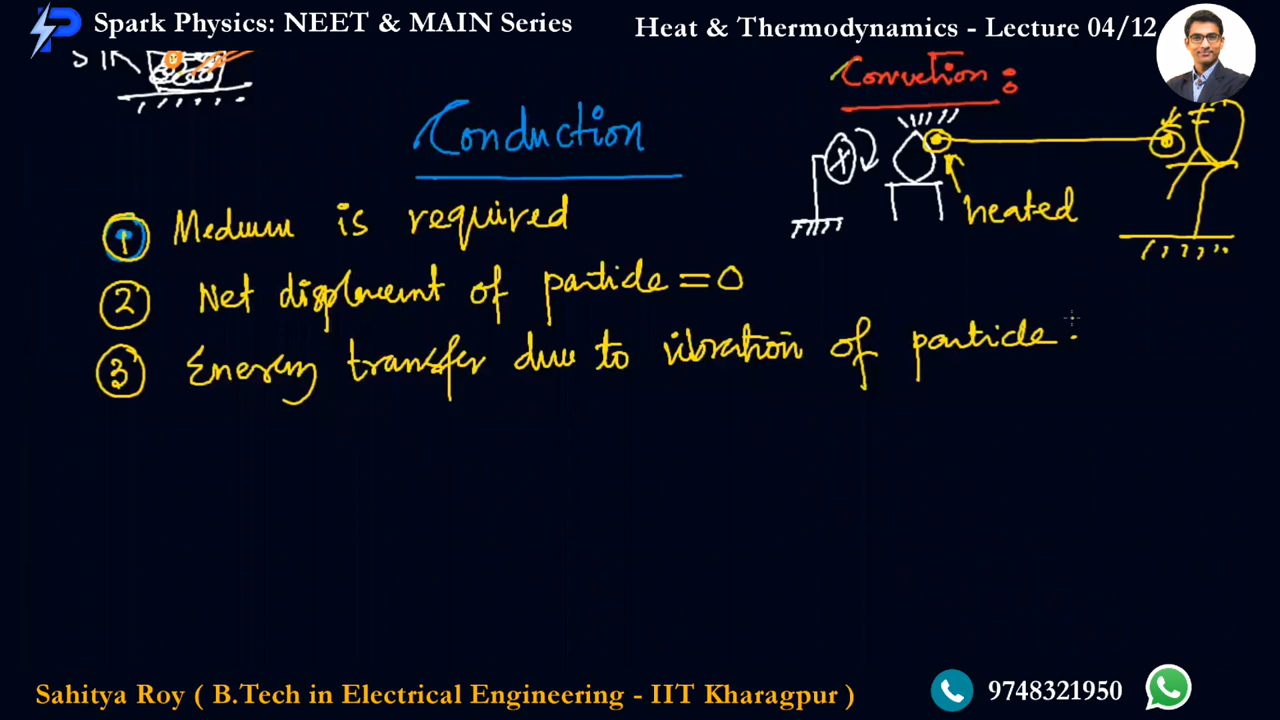 Spark Physics: NEET & MAIN Series
Heat & Thermodynamics - Lecture 04/12
Convection :
Conduction
heated
① Medium is required
② Net displacement of particle = 0
③ Energy transfer due to vibration of particle.
Sahitya Roy ( B.Tech in Electrical Engineering - IIT Kharagpur )
9748321950